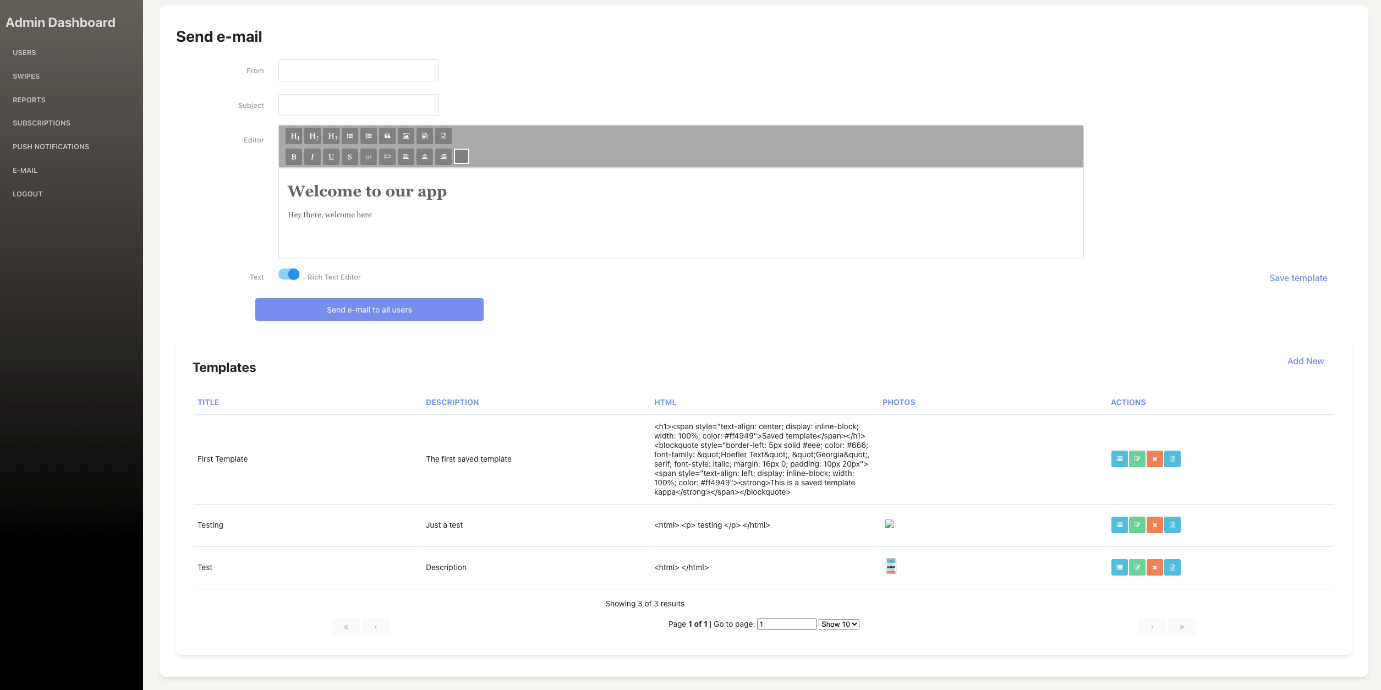 Admin Dashboard
USERS
SWIPES
REPORTS
SUBSCRIPTIONS
PUSH NOTIFICATIONS
E-MAIL
LOGOUT
Send e-mail
From
Subject
Editor
H1 H2 H3
B I U S </>
Welcome to our app
Hey there, welcome here
Text Rich Text Editor
Save template
Send e-mail to all users
Templates
Add New
TITLE DESCRIPTION HTML PHOTOS ACTIONS
<h1><span style="text-align: center; display: inline-block;
width: 100%; color: #ff4949">Saved template</span></h1>
<blockquote style="border-left: 5px solid #eee; color: #666;
font-family: &quot;Hoefler Text&quot;, &quot;Georgia&quot;,
First Template The first saved template serif; font-style: italic; margin: 16px 0; padding: 10px 20px">
<span style="text-align: left; display: inline-block; width:
100%; color: #ff4949"><strong>This is a saved template
kappa</strong></span></blockquote>
Testing Just a test <html> <p> testing </p> </html>
Test Description <html> </html>
Showing 3 of 3 results
« ‹ Page 1 of 1 | Go to page: 1 Show 10 › »